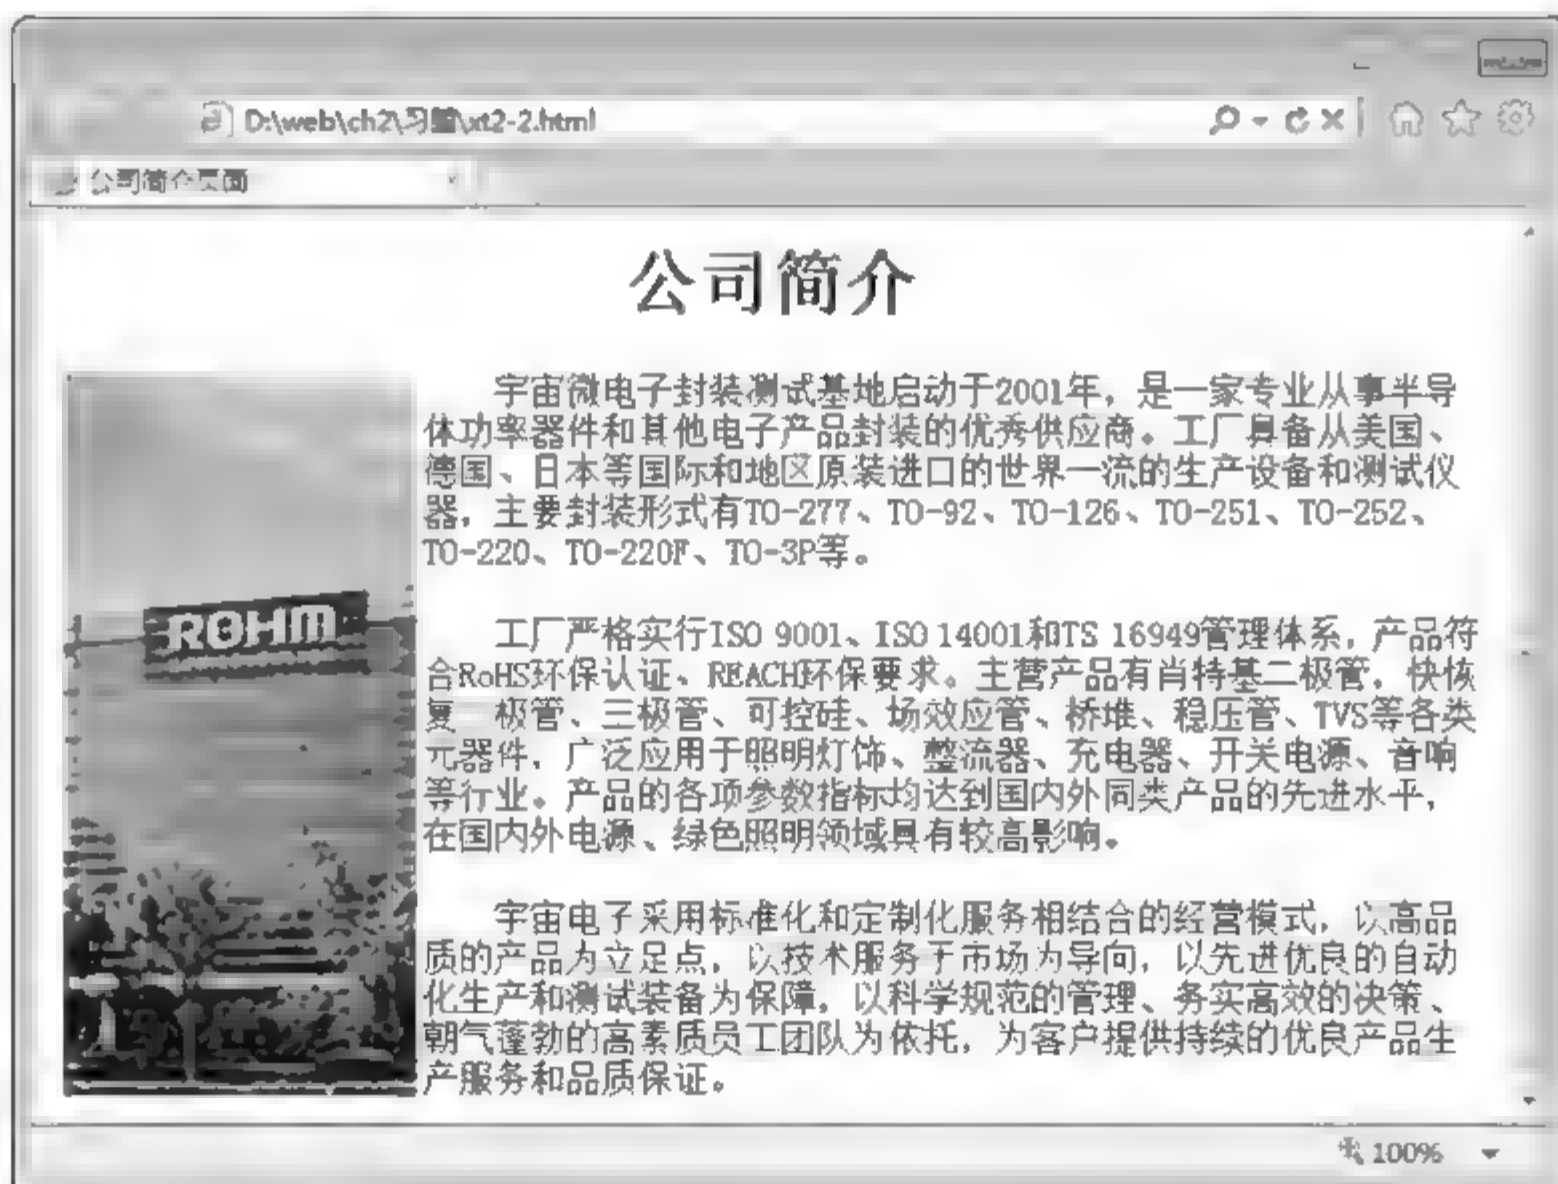 D:\web\ch2\习题\xt2-2.html
公司简介页面
公司简介
宇宙微电子封装测试基地启动于2001年，是一家专业从事半导
体功率器件和其他电子产品封装的优秀供应商。工厂具备从美国、
德国、日本等国际和地区原装进口的世界一流的生产设备和测试仪
器，主要封装形式有TO-277、TO-92、TO-126、TO-251、TO-252、
TO-220、TO-220F、TO-3P等。
ROHM
工厂严格实行ISO 9001、ISO 14001和TS 16949管理体系，产品符
合RoHS环保认证、REACH环保要求。主营产品有肖特基二极管，快恢
复 极管、三极管、可控硅、场效应管、桥堆、稳压管、TVS等各类
元器件，广泛应用于照明灯饰、整流器、充电器、开关电源、音响
等行业。产品的各项参数指标均达到国内外同类产品的先进水平，
在国内外电源、绿色照明领域具有较高影响。
宇宙电子采用标准化和定制化服务相结合的经营模式，以高品
质的产品为立足点，以技术服务于市场为导向，以先进优良的自动
化生产和测试装备为保障，以科学规范的管理、务实高效的决策、
朝气蓬勃的高素质员工团队为依托，为客户提供持续的优良产品生
产服务和品质保证。
100%